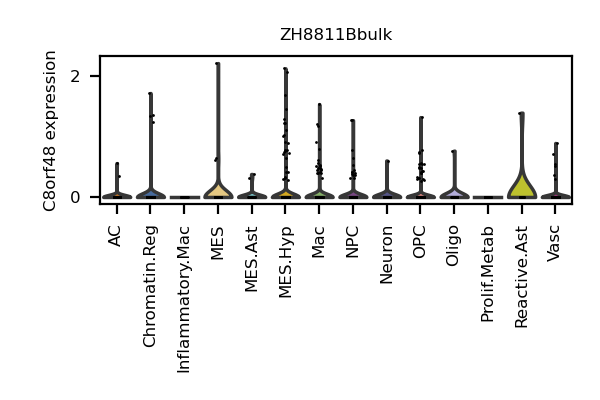 ZH8811Bbulk
C8orf48 expression
2
0
AC
Chromatin.Reg
Inflammatory.Mac
MES
MES.Ast
MES.Hyp
Mac
NPC
Neuron
OPC
Oligo
Prolif.Metab
Reactive.Ast
Vasc